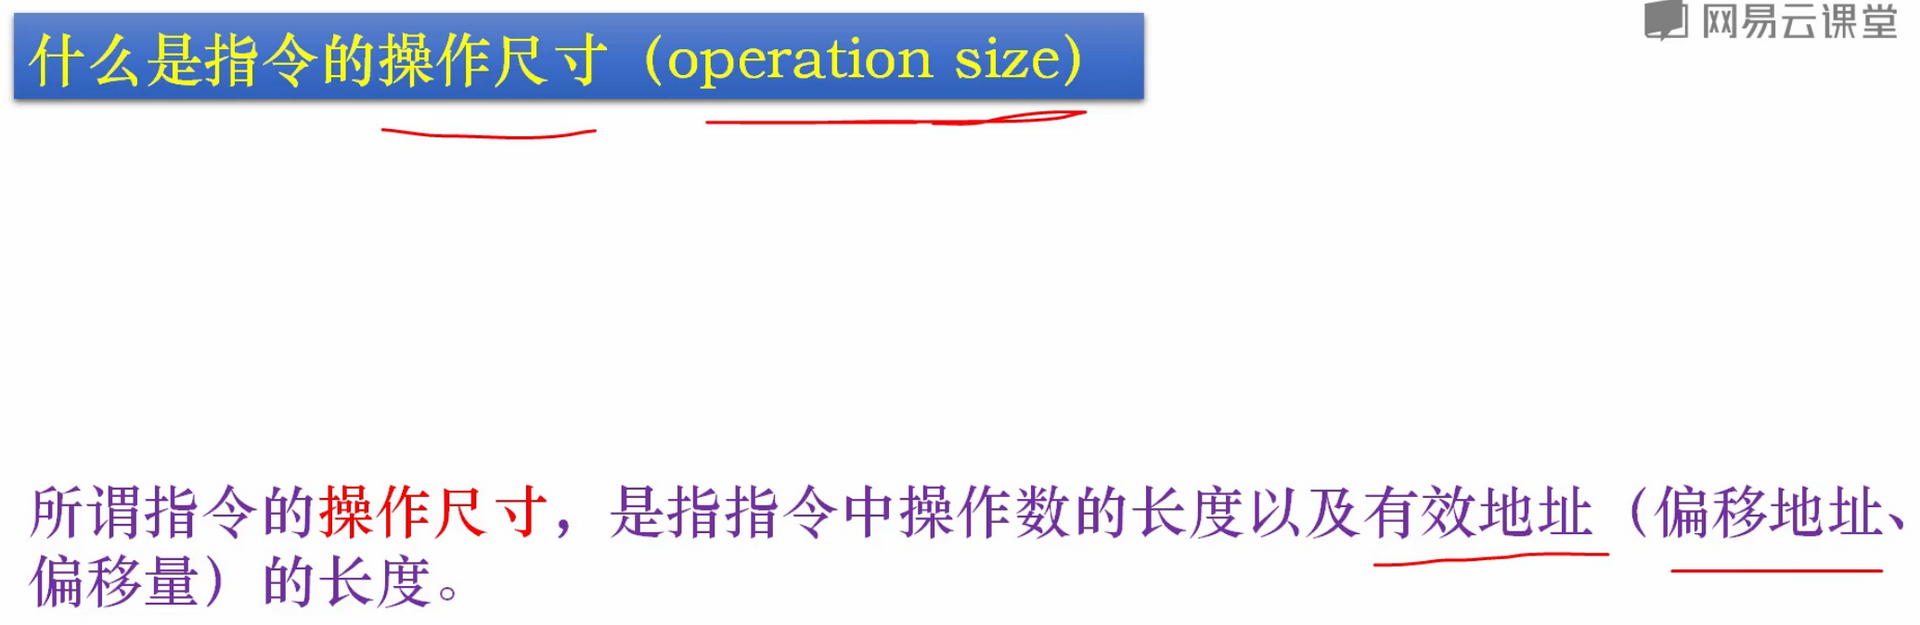 网易云课堂
什么是指令的操作尺寸（operation size）
所谓指令的操作尺寸，是指指令中操作数的长度以及有效地址（偏移地址、
偏移量）的长度。